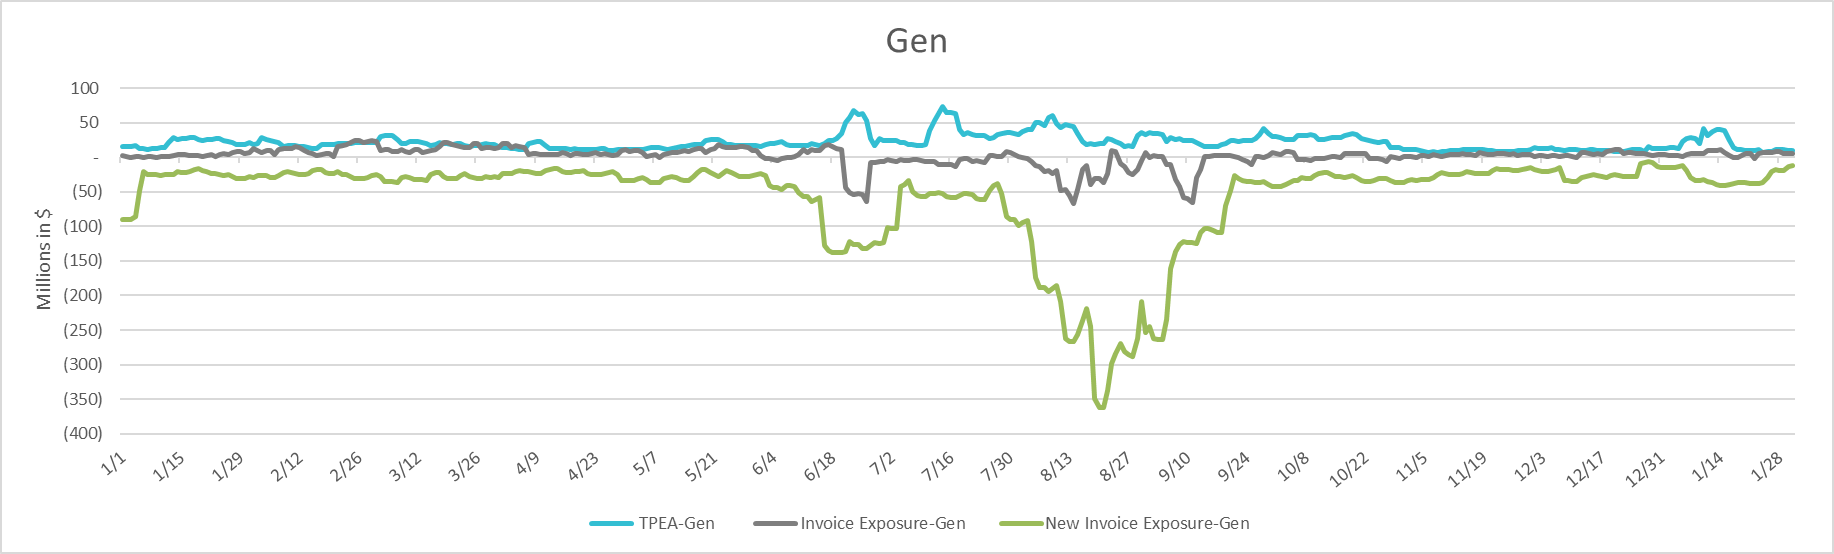 Gen
Millions in $
100
50
-
(50)
(100)
(150)
(200)
(250)
(300)
(350)
(400)
1/1 1/15 1/29 2/12 2/26 3/12 3/26 4/9 4/23 5/7 5/21 6/4 6/18 7/2 7/16 7/30 8/13 8/27 9/10 9/24 10/8 10/22 11/5 11/19 12/3 12/17 12/31 1/14 1/28
TPEA-Gen Invoice Exposure-Gen New Invoice Exposure-Gen